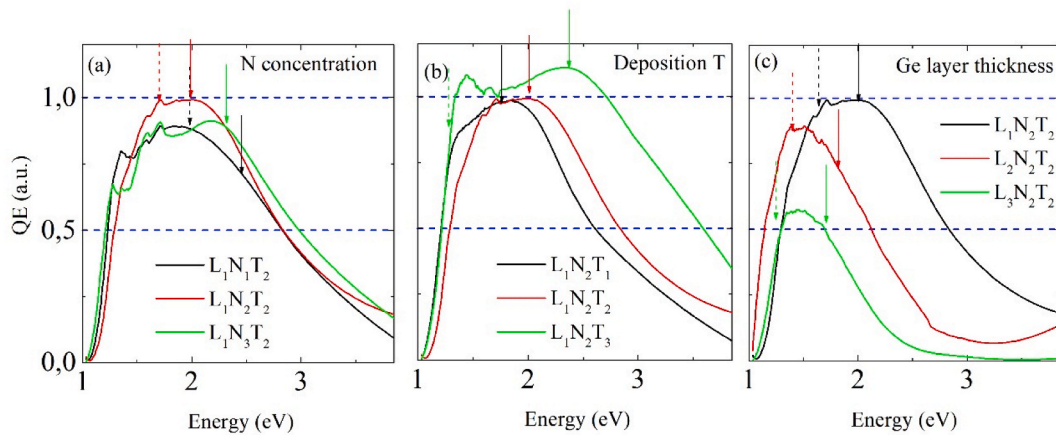 (a) N concentration
(b) Deposition T
(c) Ge layer thickness
QE (a.u.)
1,0
0,5
0,0
L₁N₁T₂
L₁N₂T₂
L₁N₃T₂
L₁N₂T₁
L₁N₂T₂
L₁N₂T₃
L₁N₂T₂
L₂N₂T₂
L₃N₂T₂
1 2 3
1 2 3
1 2 3
Energy (eV)
Energy (eV)
Energy (eV)